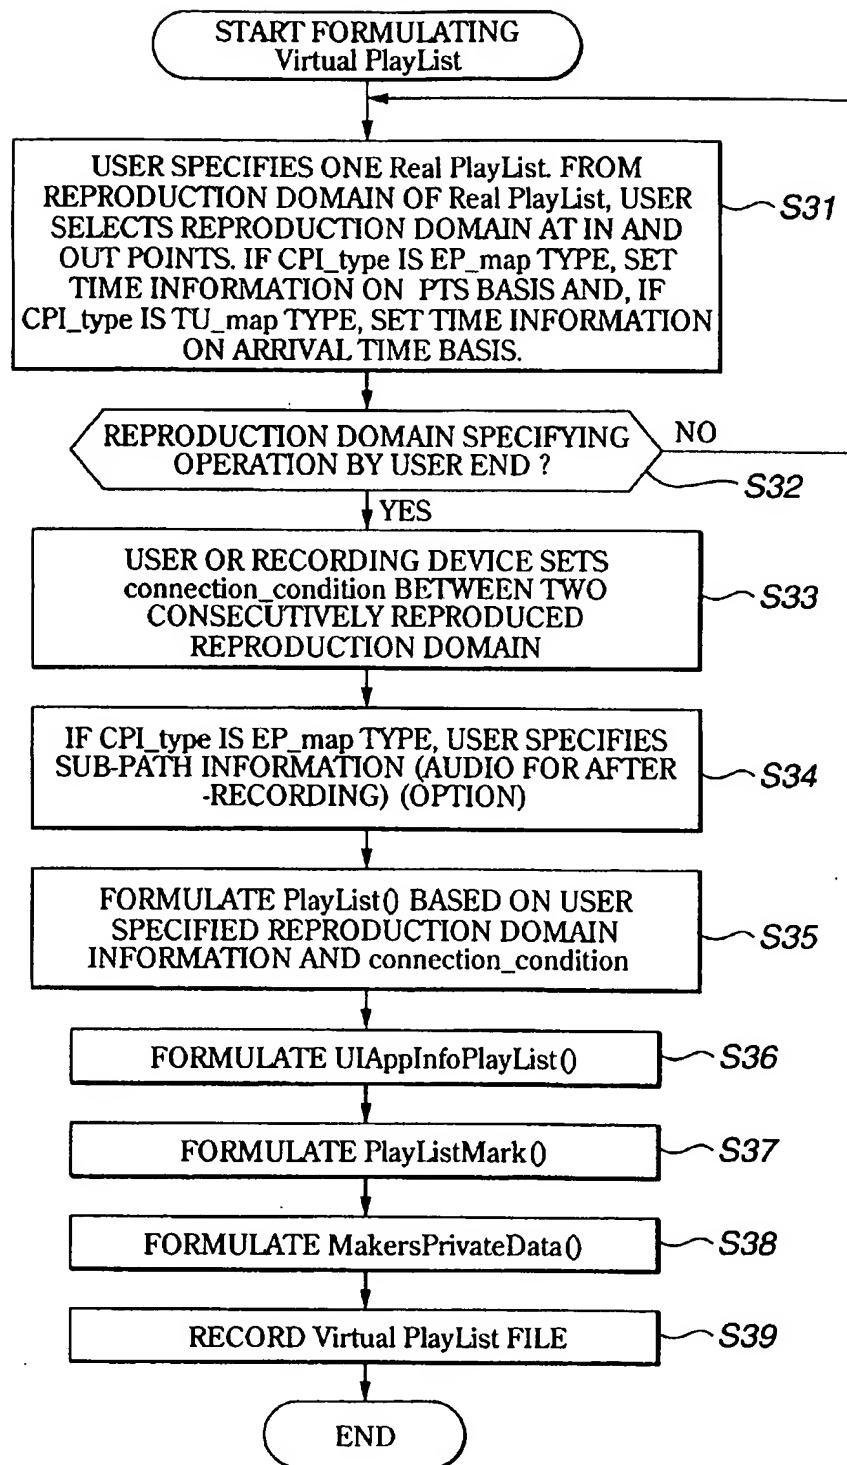 START FORMULATING
Virtual PlayList
USER SPECIFIES ONE Real PlayList. FROM
REPRODUCTION DOMAIN OF Real PlayList, USER
SELECTS REPRODUCTION DOMAIN AT IN AND
OUT POINTS. IF CPI_type IS EP_map TYPE, SET
TIME INFORMATION ON PTS BASIS AND, IF
CPI_type IS TU_map TYPE, SET TIME INFORMATION
ON ARRIVAL TIME BASIS.
S31
REPRODUCTION DOMAIN SPECIFYING
OPERATION BY USER END ?
NO
S32
YES
USER OR RECORDING DEVICE SETS
connection_condition BETWEEN TWO
CONSECUTIVELY REPRODUCED
REPRODUCTION DOMAIN
S33
IF CPI_type IS EP_map TYPE, USER SPECIFIES
SUB-PATH INFORMATION (AUDIO FOR AFTER
-RECORDING) (OPTION)
S34
FORMULATE PlayList() BASED ON USER
SPECIFIED REPRODUCTION DOMAIN
INFORMATION AND connection_condition
S35
FORMULATE UIAppInfoPlayList()
S36
FORMULATE PlayListMark()
S37
FORMULATE MakersPrivateData()
S38
RECORD Virtual PlayList FILE
S39
END